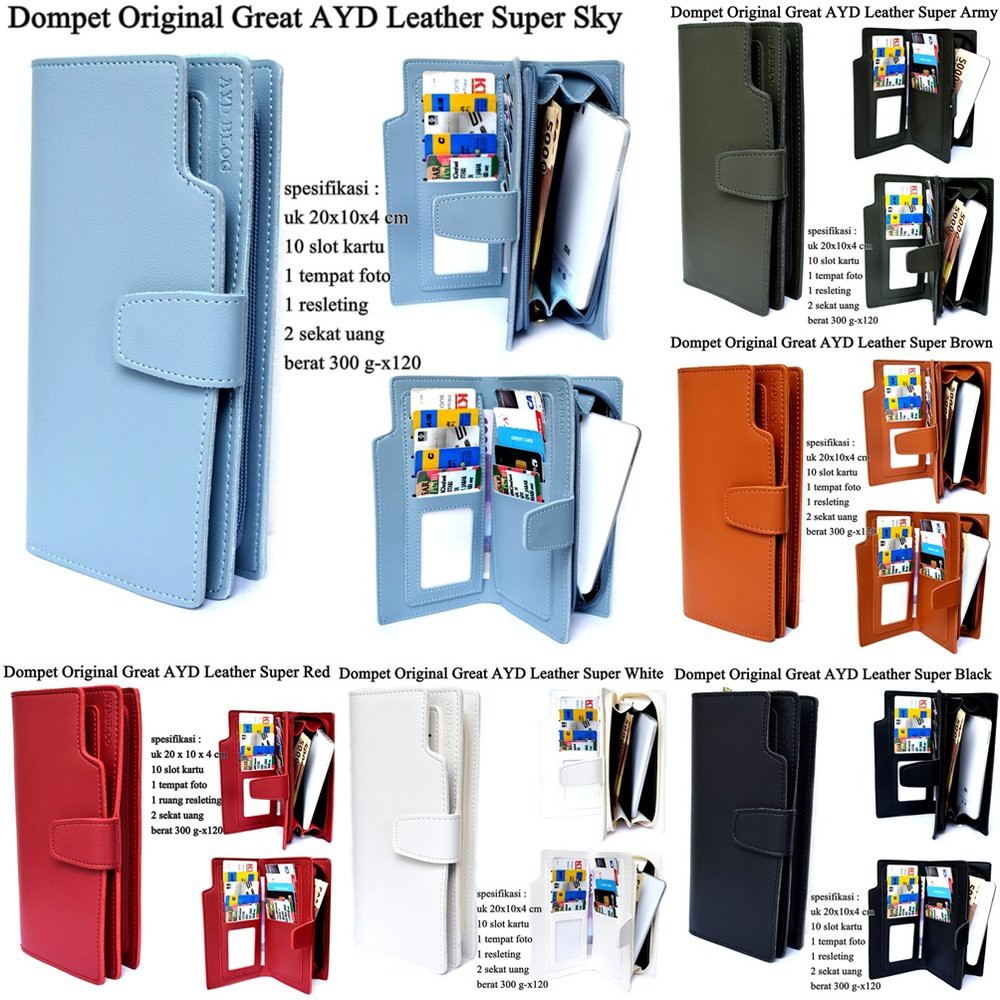 Dompet Original Great AYD Leather Super Sky
AYD BLOG
spesifikasi :
uk 20x10x4 cm
10 slot kartu
1 tempat foto
1 resleting
2 sekat uang
berat 300 g-x120
CREDIT CARD
Dompet Original Great AYD Leather Super Army
spesifikasi :
uk 20x10x4 cm
10 slot kartu
1 tempat foto
1 resleting
2 sekat uang
berat 300 g-x120
Dompet Original Great AYD Leather Super Brown
spesifikasi :
uk 20x10x4 cm
10 slot kartu
1 tempat foto
1 resleting
2 sekat uang
berat 300 g-x120
Dompet Original Great AYD Leather Super Red
spesifikasi :
uk 20 x 10 x 4 cm
10 slot kartu
1 tempat foto
1 ruang resleting
2 sekat uang
berat 300 g-x120
Dompet Original Great AYD Leather Super White
spesifikasi :
uk 20x10x4 cm
10 slot kartu
1 tempat foto
1 resleting
2 sekat uang
berat 300 g-x120
Dompet Original Great AYD Leather Super Black
spesifikasi :
uk 20x10x4 cm
10 slot kartu
1 tempat foto
1 resleting
2 sekat uang
berat 300 g-x120